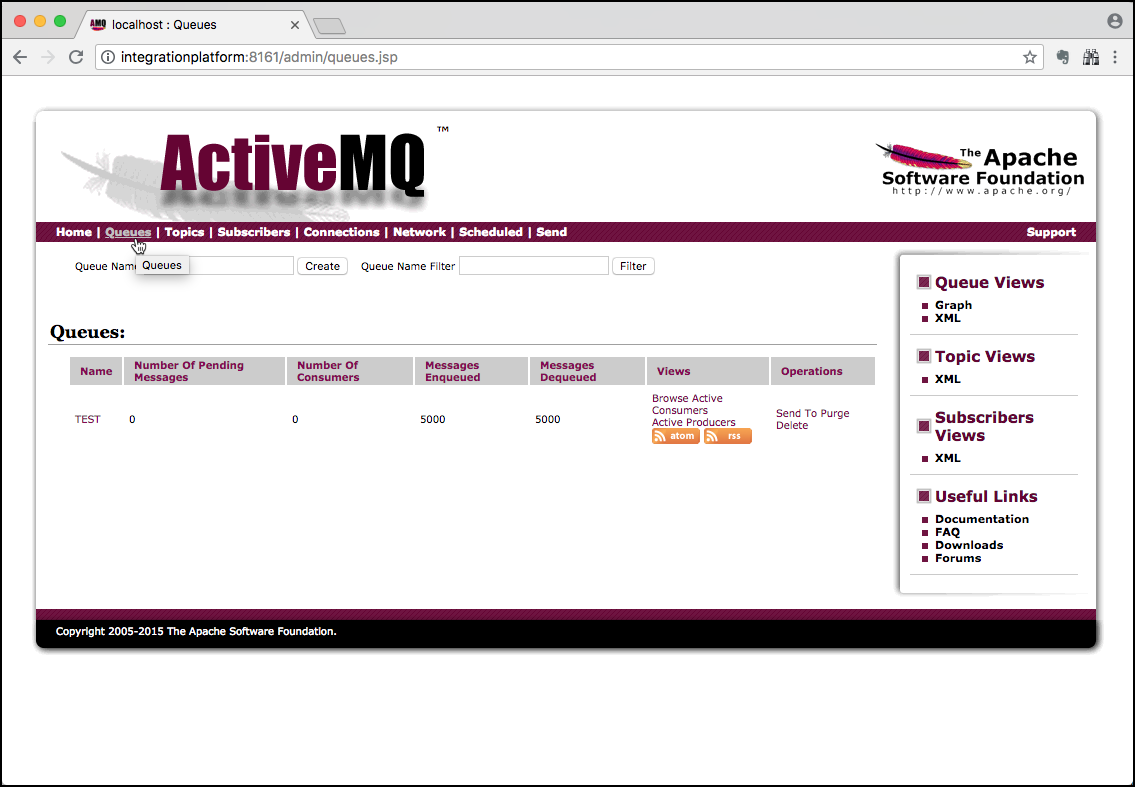 AMQ localhost : Queues
integrationplatform:8161/admin/queues.jsp
ActiveMQ ™
The Apache
Software Foundation
http://www.apache.org/
Home | Queues | Topics | Subscribers | Connections | Network | Scheduled | Send
Support
Queue Nam
Queues
Create
Queue Name Filter
Filter
Queues:
Name
Number Of Pending
Messages
Number Of
Consumers
Messages
Enqueued
Messages
Dequeued
Views
Operations
TEST
0
0
5000
5000
Browse Active
Consumers
Active Producers
atom
rss
Send To Purge
Delete
Queue Views
Graph
XML
Topic Views
XML
Subscribers
Views
XML
Useful Links
Documentation
FAQ
Downloads
Forums
Copyright 2005-2015 The Apache Software Foundation.